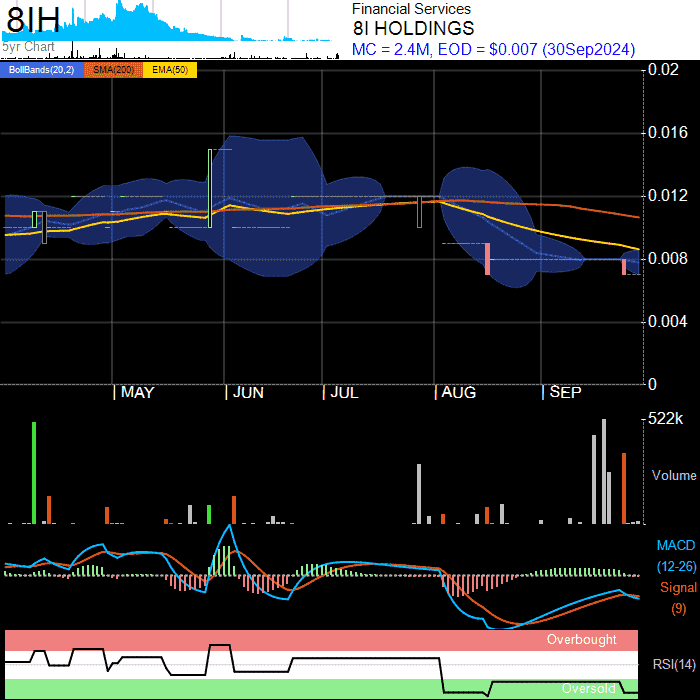 8IH
5yr Chart
Financial Services
8I HOLDINGS
MC = 2.4M, EOD = $0.007 (30Sep2024)
BollBands(20,2) SMA(200) EMA(50)
0.02
0.016
0.012
0.008
0.004
0
MAY JUN JUL AUG SEP
522k
Volume
MACD
(12-26)
Signal
(9)
Overbought
RSI(14)
Oversold